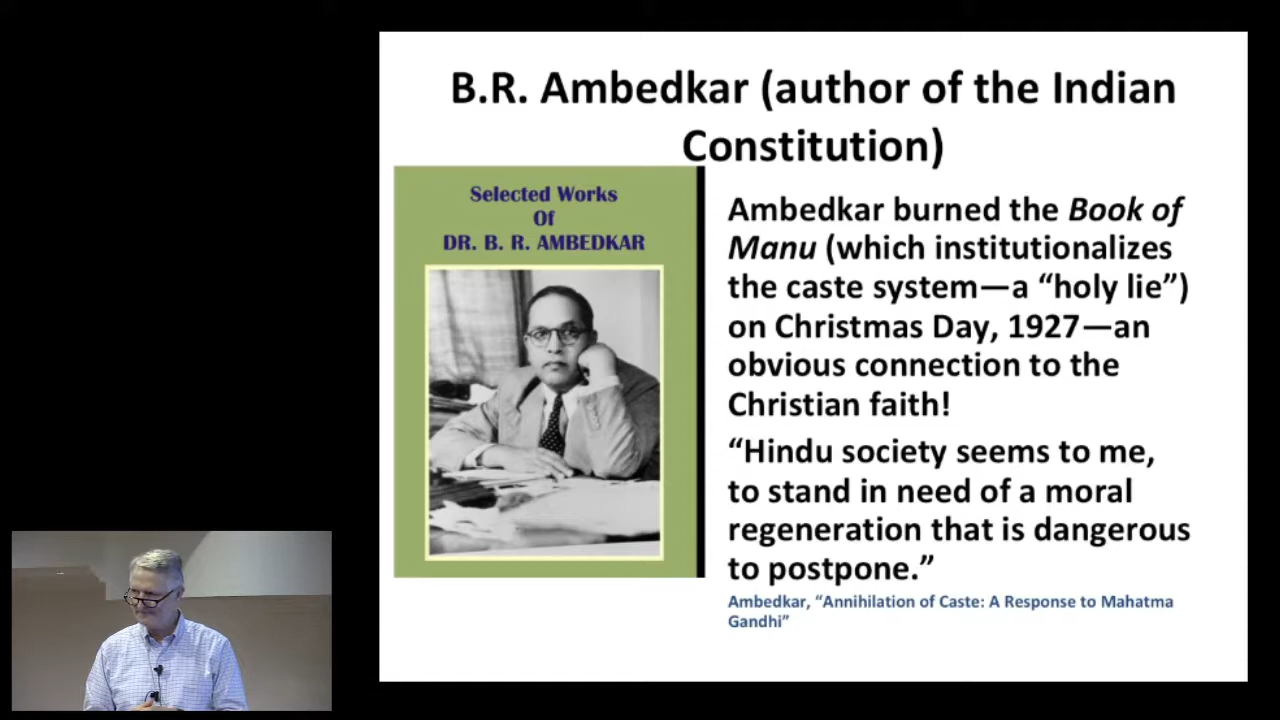 B.R. Ambedkar (author of the Indian
Constitution)
Selected Works
Of
DR. B. R. AMBEDKAR
Ambedkar burned the Book of
Manu (which institutionalizes
the caste system—a “holy lie”)
on Christmas Day, 1927—an
obvious connection to the
Christian faith!
“Hindu society seems to me,
to stand in need of a moral
regeneration that is dangerous
to postpone.”
Ambedkar, “Annihilation of Caste: A Response to Mahatma
Gandhi”